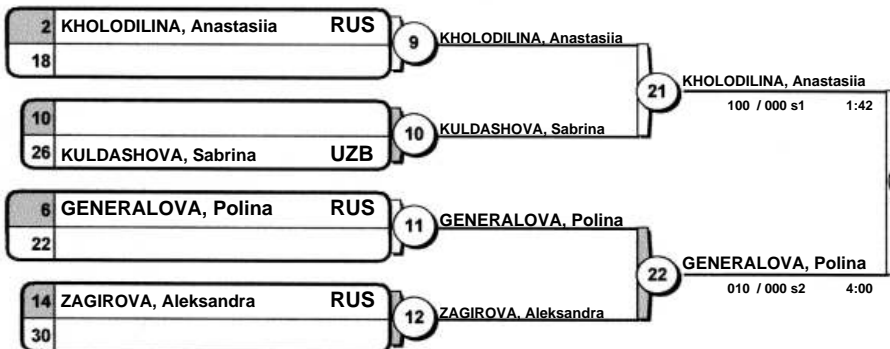 2 KHOLODILINA, Anastasiia RUS
18
9
KHOLODILINA, Anastasiia
10
26 KULDASHOVA, Sabrina UZB
10
KULDASHOVA, Sabrina
21
KHOLODILINA, Anastasiia
100 / 000 s1 1:42
6 GENERALOVA, Polina RUS
22
11
GENERALOVA, Polina
14 ZAGIROVA, Aleksandra RUS
30
12
ZAGIROVA, Aleksandra
22
GENERALOVA, Polina
010 / 000 s2 4:00